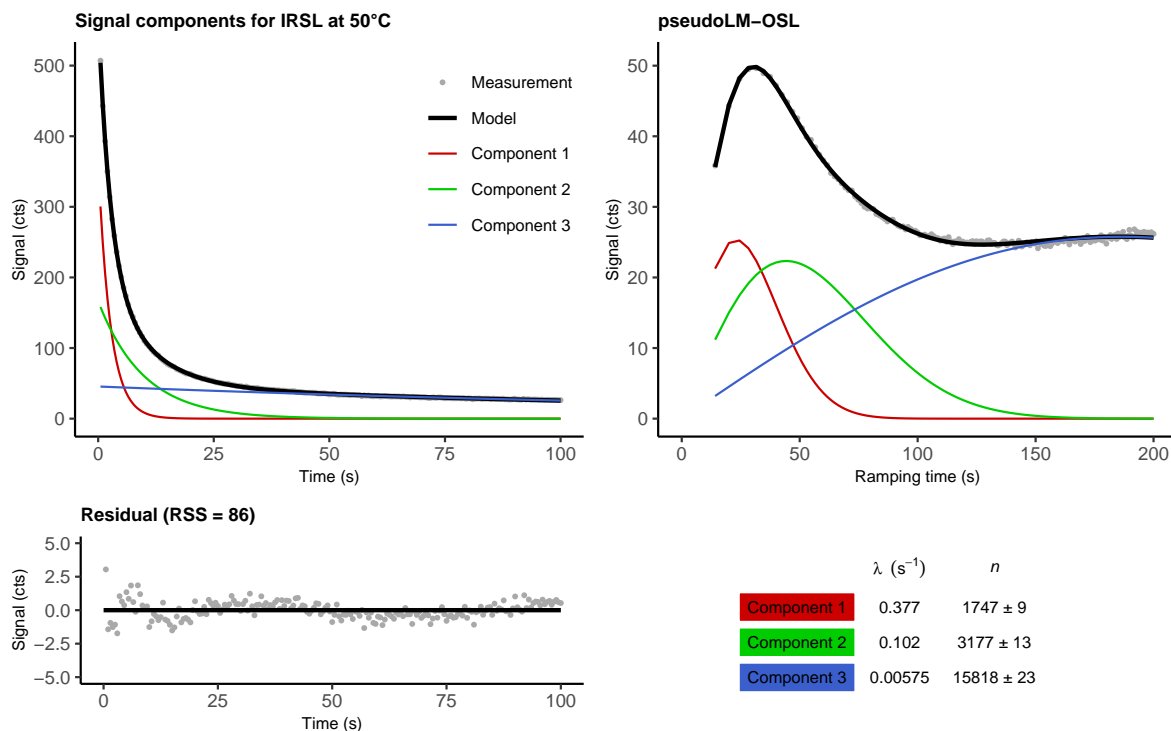 Signal components for IRSL at 50°C
Signal (cts)
500
400
300
200
100
0
0
25
50
75
100
Time (s)
Measurement
Model
Component 1
Component 2
Component 3
pseudoLM−OSL
Signal (cts)
50
40
30
20
10
0
0
50
100
150
200
Ramping time (s)
Residual (RSS = 86)
Signal (cts)
5.0
2.5
0.0
−2.5
−5.0
0
25
50
75
100
Time (s)
λ (s⁻¹) n
Component 1 0.377 1747 ± 9
Component 2 0.102 3177 ± 13
Component 3 0.00575 15818 ± 23